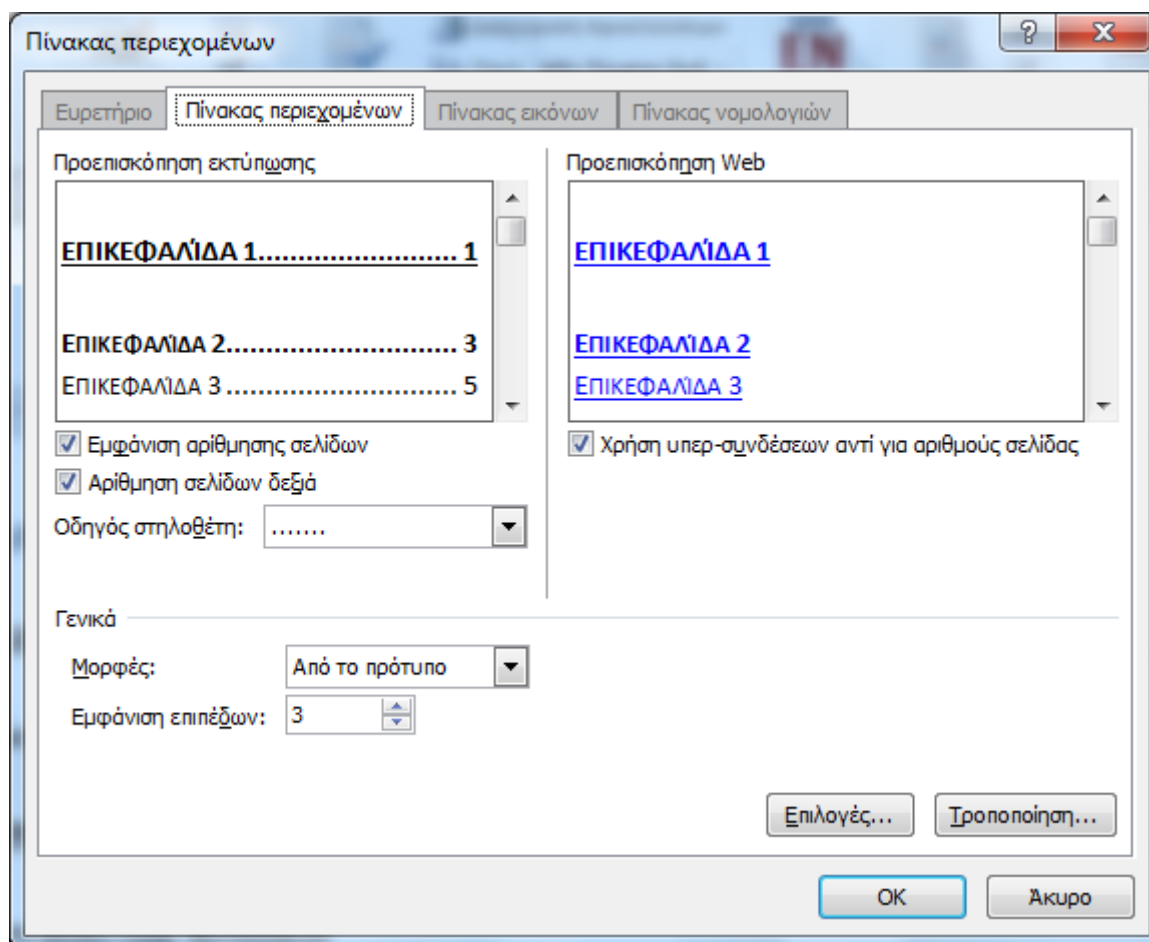 Πίνακας περιεχομένων
Ευρετήριο
Πίνακας περιεχομένων
Πίνακας εικόνων
Πίνακας νομολογιών
Προεπισκόπηση εκτύπωσης
ΕΠΙΚΕΦΑΛΊΔΑ 1......................... 1
ΕΠΙΚΕΦΑΛΊΔΑ 2............................. 3
ΕΠΙΚΕΦΑΛΊΔΑ 3 ............................. 5
Εμφάνιση αρίθμησης σελίδων
Αρίθμηση σελίδων δεξιά
Οδηγός στηλοθέτη: .......
Προεπισκόπηση Web
ΕΠΙΚΕΦΑΛΊΔΑ 1
ΕΠΙΚΕΦΑΛΊΔΑ 2
ΕΠΙΚΕΦΑΛΊΔΑ 3
Χρήση υπερ-συνδέσεων αντί για αριθμούς σελίδας
Γενικά
Μορφές: Από το πρότυπο
Εμφάνιση επιπέδων: 3
Επιλογές... Τροποποίηση...
OK Άκυρο